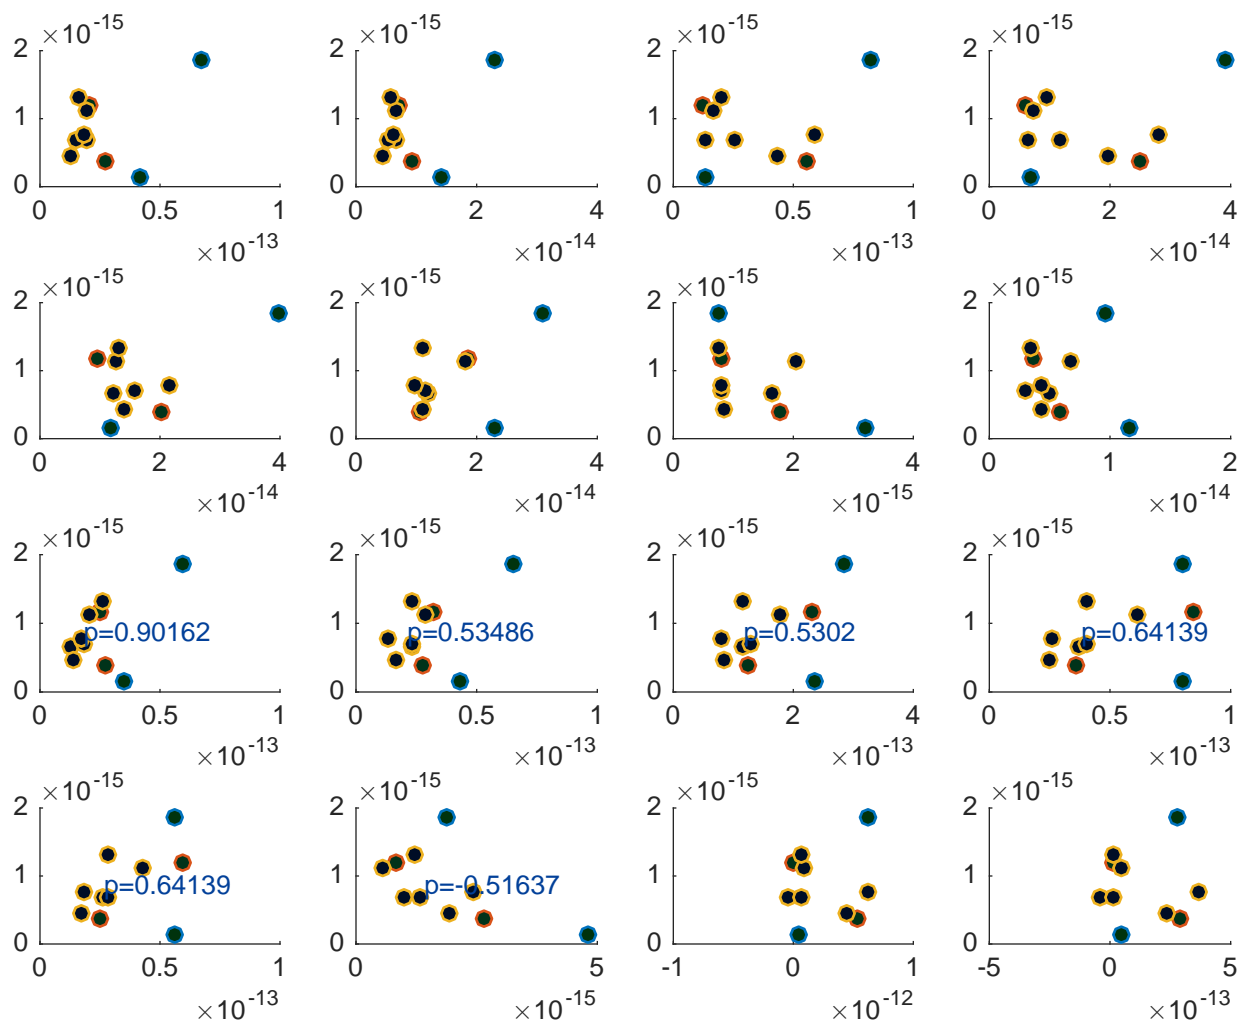 ×10-15 ×10-15 ×10-15 ×10-15
2 2 2 2
1 1 1 1
0 0 0 0
0 0.5 1 0 2 4 0 0.5 1 0 2 4
×10-13 ×10-14 ×10-13 ×10-14
×10-15 ×10-15 ×10-15 ×10-15
2 2 2 2
1 1 1 1
0 0 0 0
0 2 4 0 2 4 0 2 4 0 1 2
×10-14 ×10-14 ×10-15 ×10-14
×10-15 ×10-15 ×10-15 ×10-15
2 2 2 2
1 1 1 1
p=0.90162 p=0.53486 p=0.5302 p=0.64139
0 0 0 0
0 0.5 1 0 0.5 1 0 2 4 0 0.5 1
×10-13 ×10-13 ×10-13 ×10-13
×10-15 ×10-15 ×10-15 ×10-15
2 2 2 2
1 1 1 1
p=0.64139 p=-0.51637
0 0 0 0
0 0.5 1 0 5 -1 0 1 -5 0 5
×10-13 ×10-15 ×10-12 ×10-13